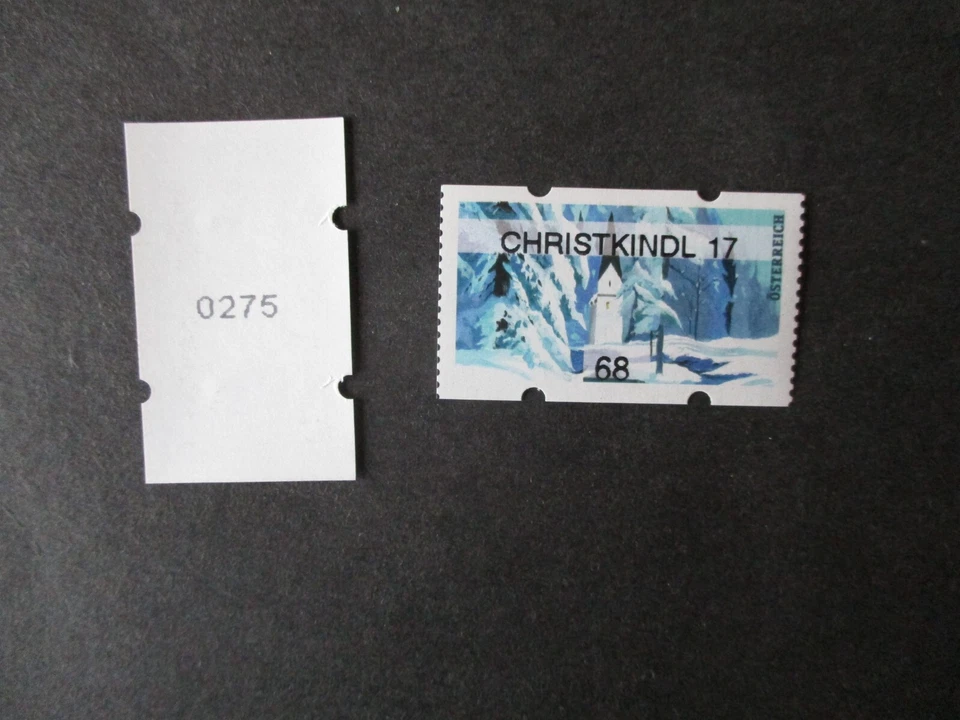 0275
CHRISTKINDL 17
ÖSTERREICH
68